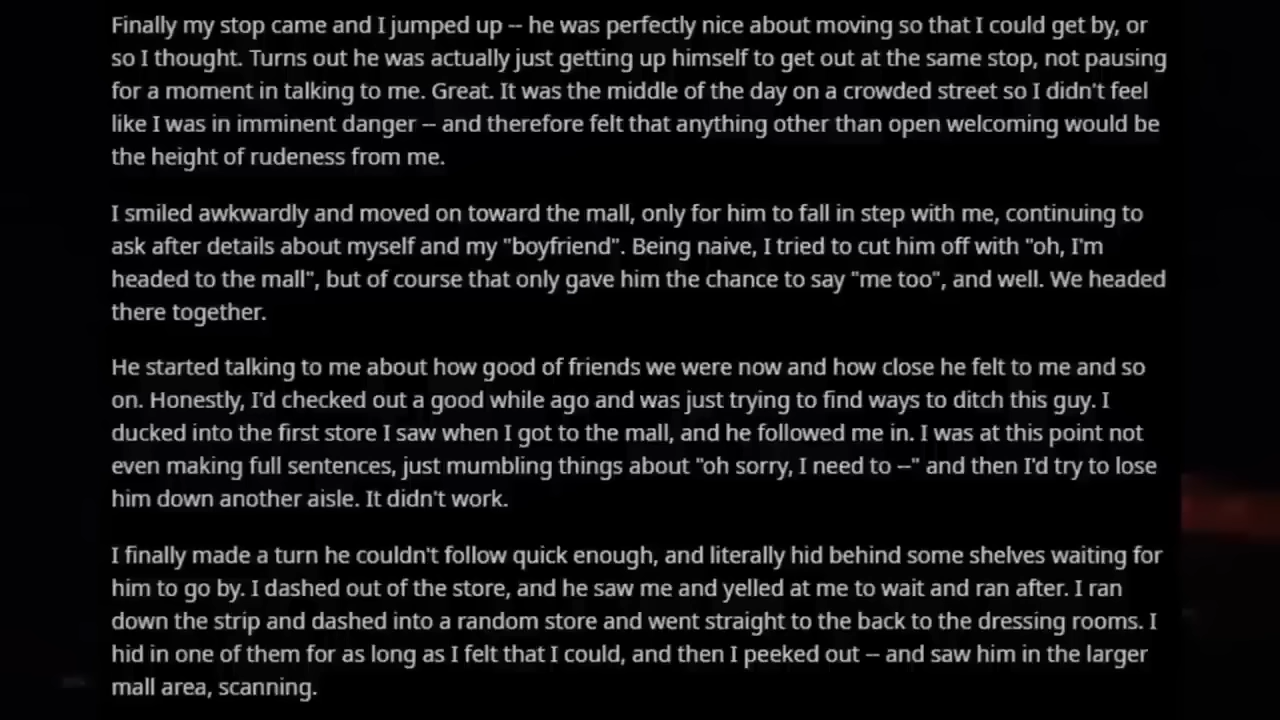 Finally my stop came and I jumped up -- he was perfectly nice about moving so that I could get by, or
so I thought. Turns out he was actually just getting up himself to get out at the same stop, not pausing
for a moment in talking to me. Great. It was the middle of the day on a crowded street so I didn't feel
like I was in imminent danger -- and therefore felt that anything other than open welcoming would be
the height of rudeness from me.
I smiled awkwardly and moved on toward the mall, only for him to fall in step with me, continuing to
ask after details about myself and my "boyfriend". Being naive, I tried to cut him off with "oh, I'm
headed to the mall", but of course that only gave him the chance to say "me too", and well. We headed
there together.
He started talking to me about how good of friends we were now and how close he felt to me and so
on. Honestly, I'd checked out a good while ago and was just trying to find ways to ditch this guy. I
ducked into the first store I saw when I got to the mall, and he followed me in. I was at this point not
even making full sentences, just mumbling things about "oh sorry, I need to --" and then I'd try to lose
him down another aisle. It didn't work.
I finally made a turn he couldn't follow quick enough, and literally hid behind some shelves waiting for
him to go by. I dashed out of the store, and he saw me and yelled at me to wait and ran after. I ran
down the strip and dashed into a random store and went straight to the back to the dressing rooms. I
hid in one of them for as long as I felt that I could, and then I peeked out -- and saw him in the larger
mall area, scanning.